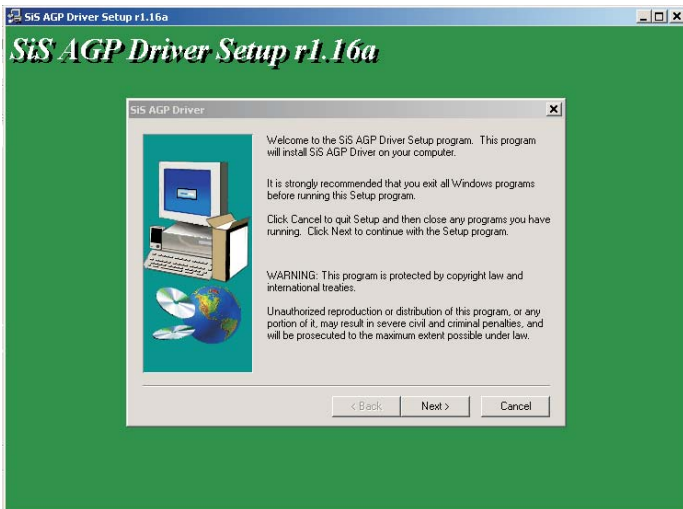 SiS AGP Driver Setup r1.16a
SiS AGP Driver Setup r1.16a
SiS AGP Driver
Welcome to the SiS AGP Driver Setup program. This program
will install SiS AGP Driver on your computer.
It is strongly recommended that you exit all Windows programs
before running this Setup program.
Click Cancel to quit Setup and then close any programs you have
running. Click Next to continue with the Setup program.
WARNING: This program is protected by copyright law and
international treaties.
Unauthorized reproduction or distribution of this program, or any
portion of it, may result in severe civil and criminal penalties, and
will be prosecuted to the maximum extent possible under law.
< Back
Next >
Cancel